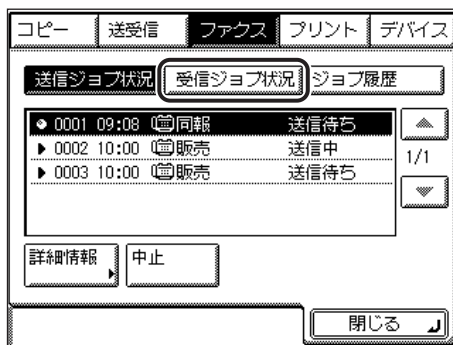 コピー 送受信 ファクス プリント デバイス
送信ジョブ状況 受信ジョブ状況 ジョブ履歴
0001 09:08 同報 送信待ち
0002 10:00 販売 送信中
0003 10:00 販売 送信待ち
1/1
詳細情報 中止
閉じる